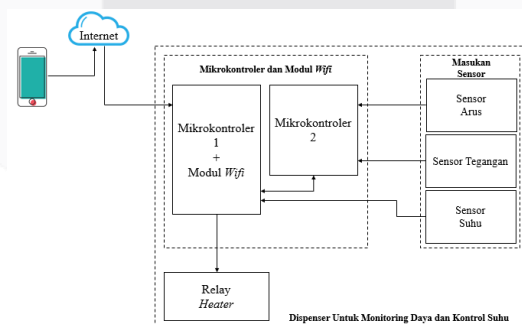 Internet
Mikrokontroler dan Modul Wifi
Masukan
Sensor
Mikrokontroler
1
+
Modul Wifi
Mikrokontroler
2
Sensor
Arus
Sensor Tegangan
Sensor
Suhu
Relay
Heater
Dispenser Untuk Monitoring Daya dan Kontrol Suhu